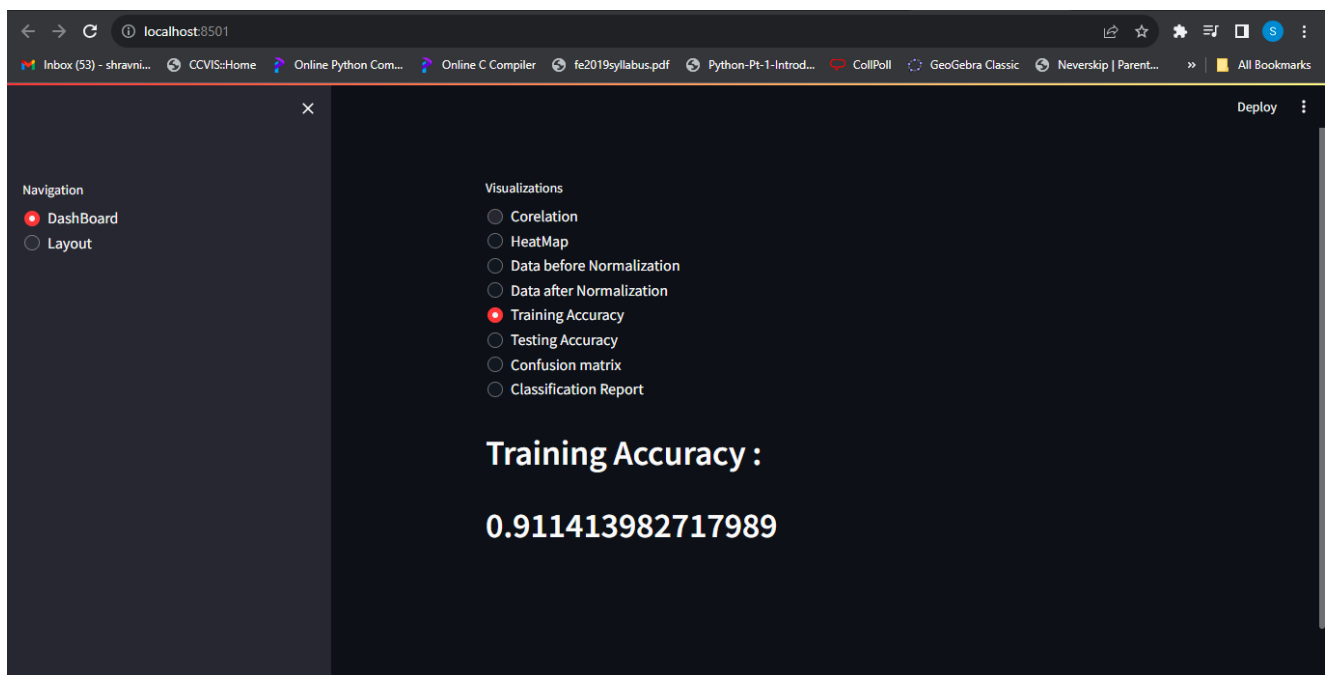 localhost:8501
S
Inbox (53) - shravni... CCVIS::Home Online Python Com... Online C Compiler fe2019syllabus.pdf Python-Pt-1-Introd... CollPoll GeoGebra Classic Neverskip | Parent... » All Bookmarks
Deploy
Navigation
DashBoard
Layout
Visualizations
Corelation
HeatMap
Data before Normalization
Data after Normalization
Training Accuracy
Testing Accuracy
Confusion matrix
Classification Report
Training Accuracy :
0.911413982717989